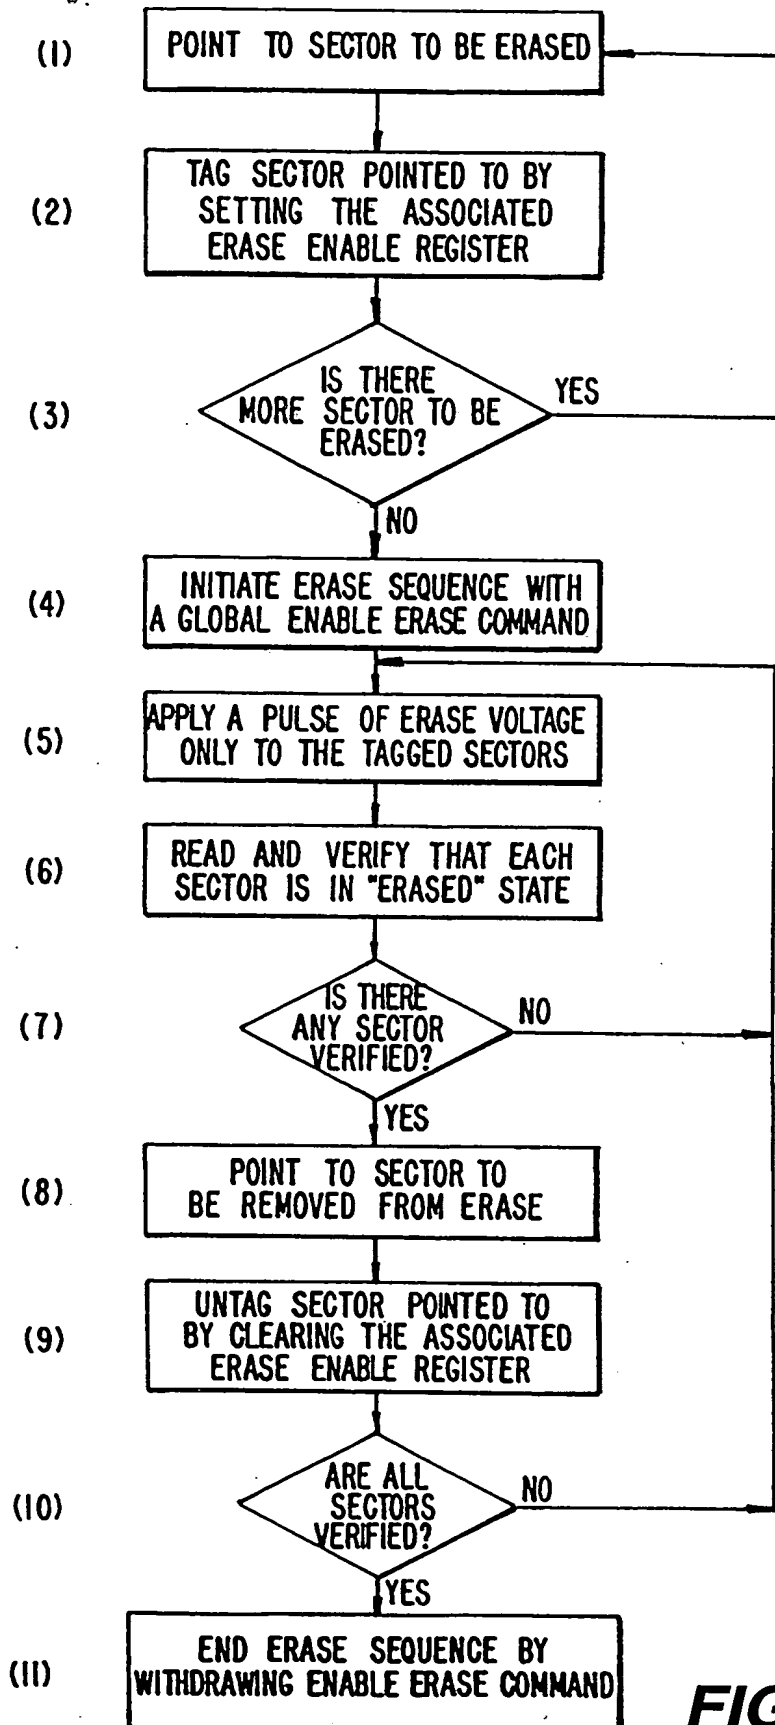 (1)
POINT TO SECTOR TO BE ERASED
(2)
TAG SECTOR POINTED TO BY
SETTING THE ASSOCIATED
ERASE ENABLE REGISTER
(3)
IS THERE
MORE SECTOR TO BE
ERASED?
YES
NO
(4)
INITIATE ERASE SEQUENCE WITH
A GLOBAL ENABLE ERASE COMMAND
(5)
APPLY A PULSE OF ERASE VOLTAGE
ONLY TO THE TAGGED SECTORS
(6)
READ AND VERIFY THAT EACH
SECTOR IS IN "ERASED" STATE
(7)
IS THERE
ANY SECTOR
VERIFIED?
NO
YES
(8)
POINT TO SECTOR TO
BE REMOVED FROM ERASE
(9)
UNTAG SECTOR POINTED TO
BY CLEARING THE ASSOCIATED
ERASE ENABLE REGISTER
(10)
ARE ALL
SECTORS
VERIFIED?
NO
YES
(11)
END ERASE SEQUENCE BY
WITHDRAWING ENABLE ERASE COMMAND
FIG